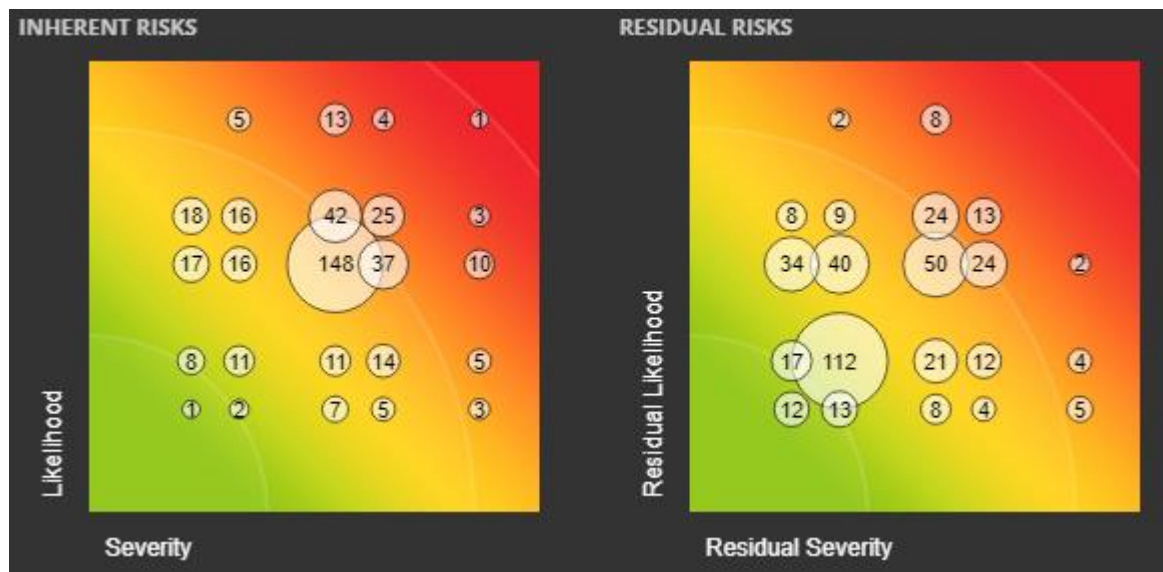 INHERENT RISKS
5 13 4 1
18 16 42 25 3
17 16 148 37 10
8 11 11 14 5
1 2 7 5 3
Likelihood
Severity
RESIDUAL RISKS
2 8
8 9 24 13
34 40 50 24 2
17 112 21 12 4
12 13 8 4 5
Residual Likelihood
Residual Severity